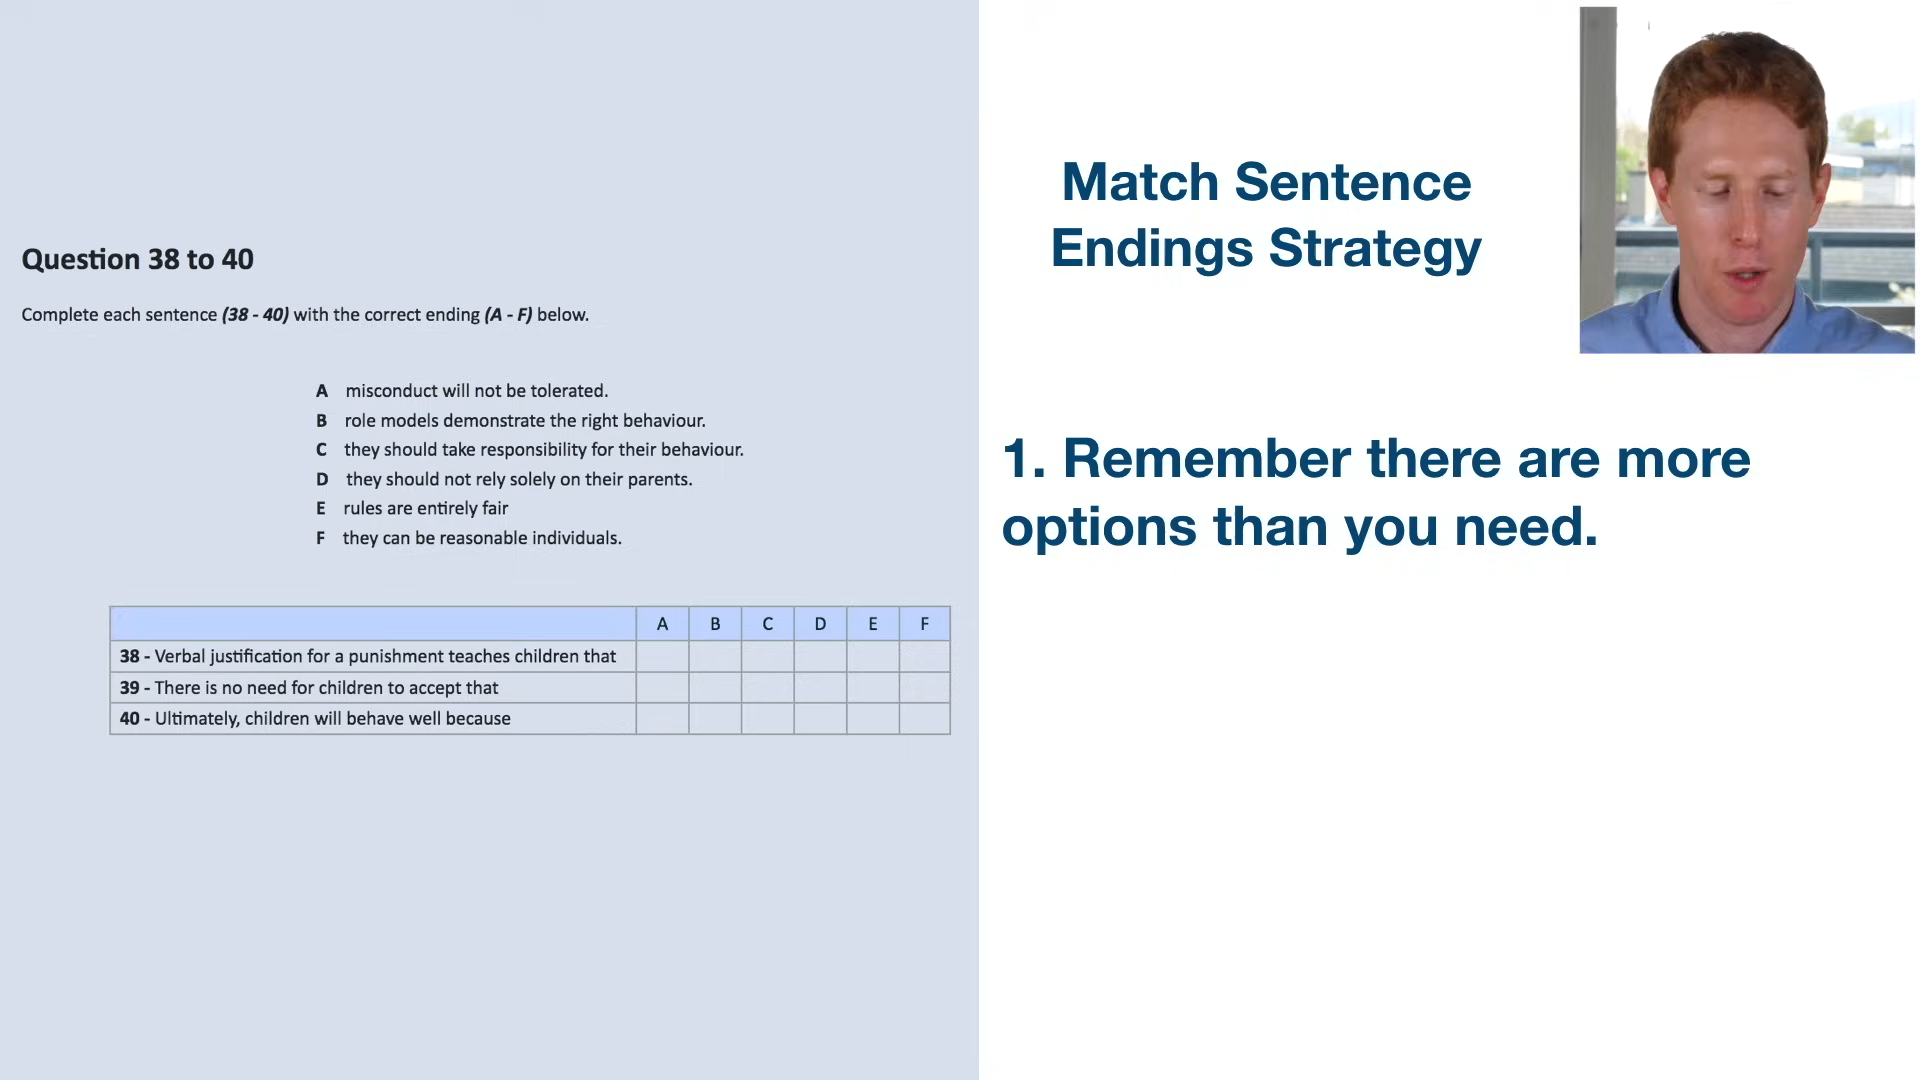 Question 38 to 40
Complete each sentence (38 - 40) with the correct ending (A - F) below.
A misconduct will not be tolerated.
B role models demonstrate the right behaviour.
C they should take responsibility for their behaviour.
D they should not rely solely on their parents.
E rules are entirely fair
F they can be reasonable individuals.
A B C D E F
38 - Verbal justification for a punishment teaches children that
39 - There is no need for children to accept that
40 - Ultimately, children will behave well because
Match Sentence
Endings Strategy
1. Remember there are more
options than you need.